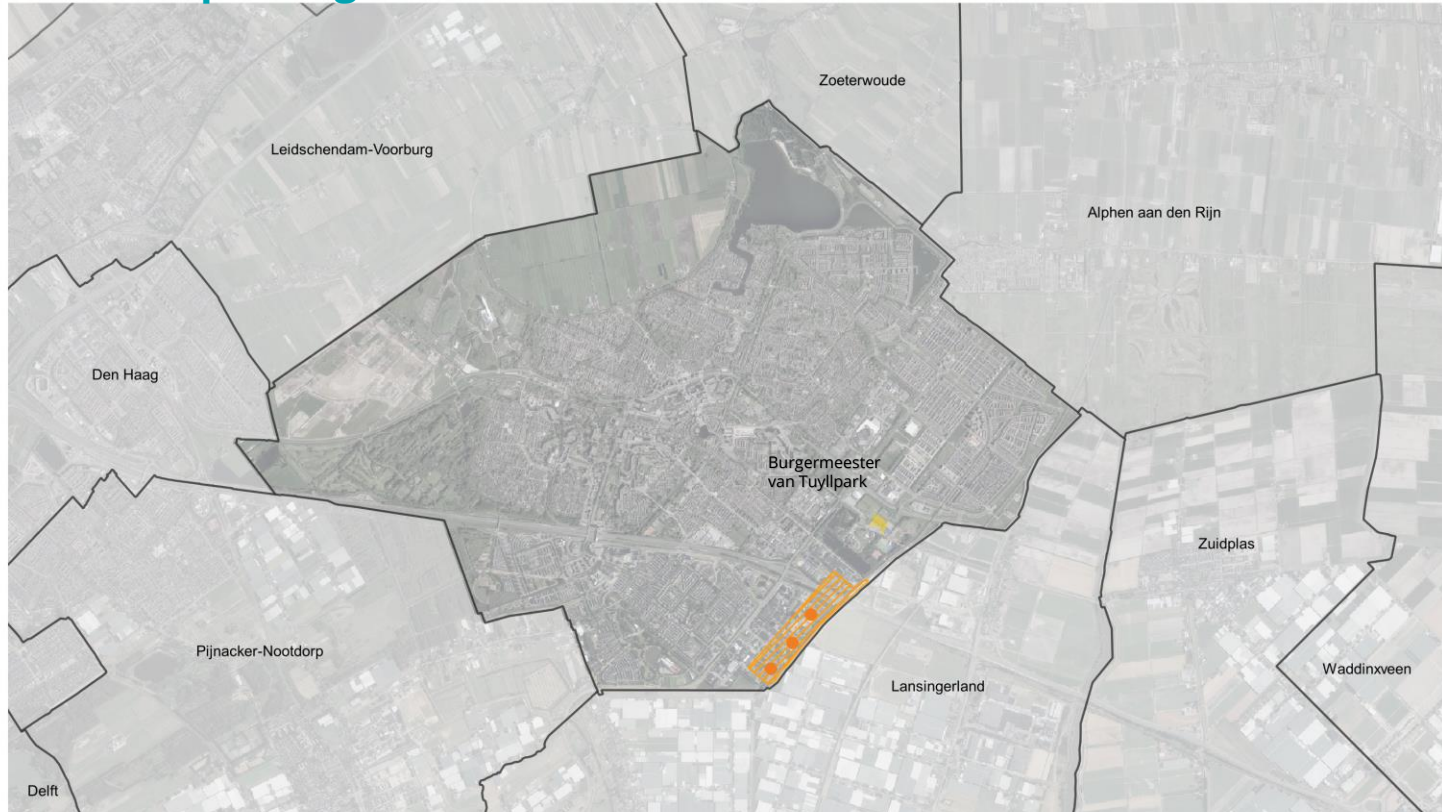 Zoeterwoude
Leidschendam-Voorburg
Alphen aan den Rijn
Den Haag
Burgermeester
van Tuyllpark
Zuidplas
Pijnacker-Nootdorp
Waddinxveen
Lansingerland
Delft